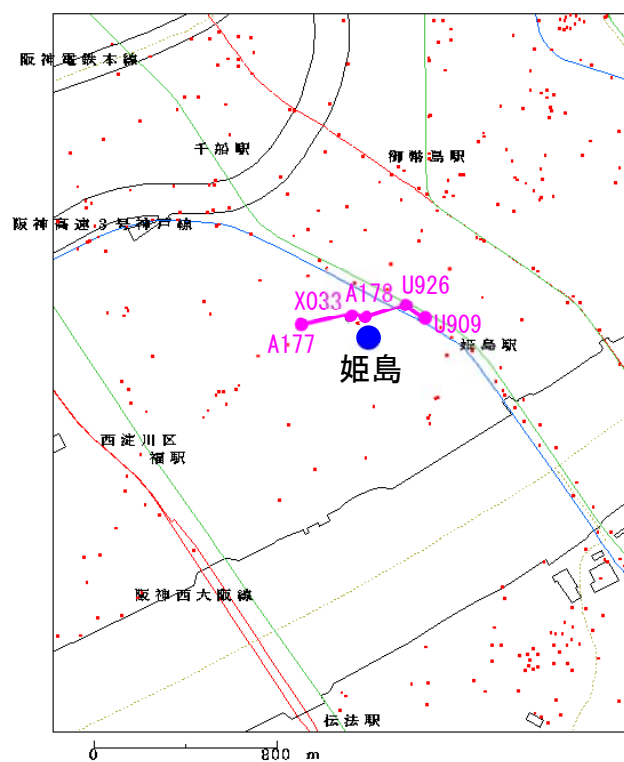 阪神電鉄本線
千船駅
御幣島駅
阪神高速3号神戸線
U926
A178
X033
U909
A177
姫島駅
姫島
西淀川区
福駅
阪神西大阪線
伝法駅
0 800 m